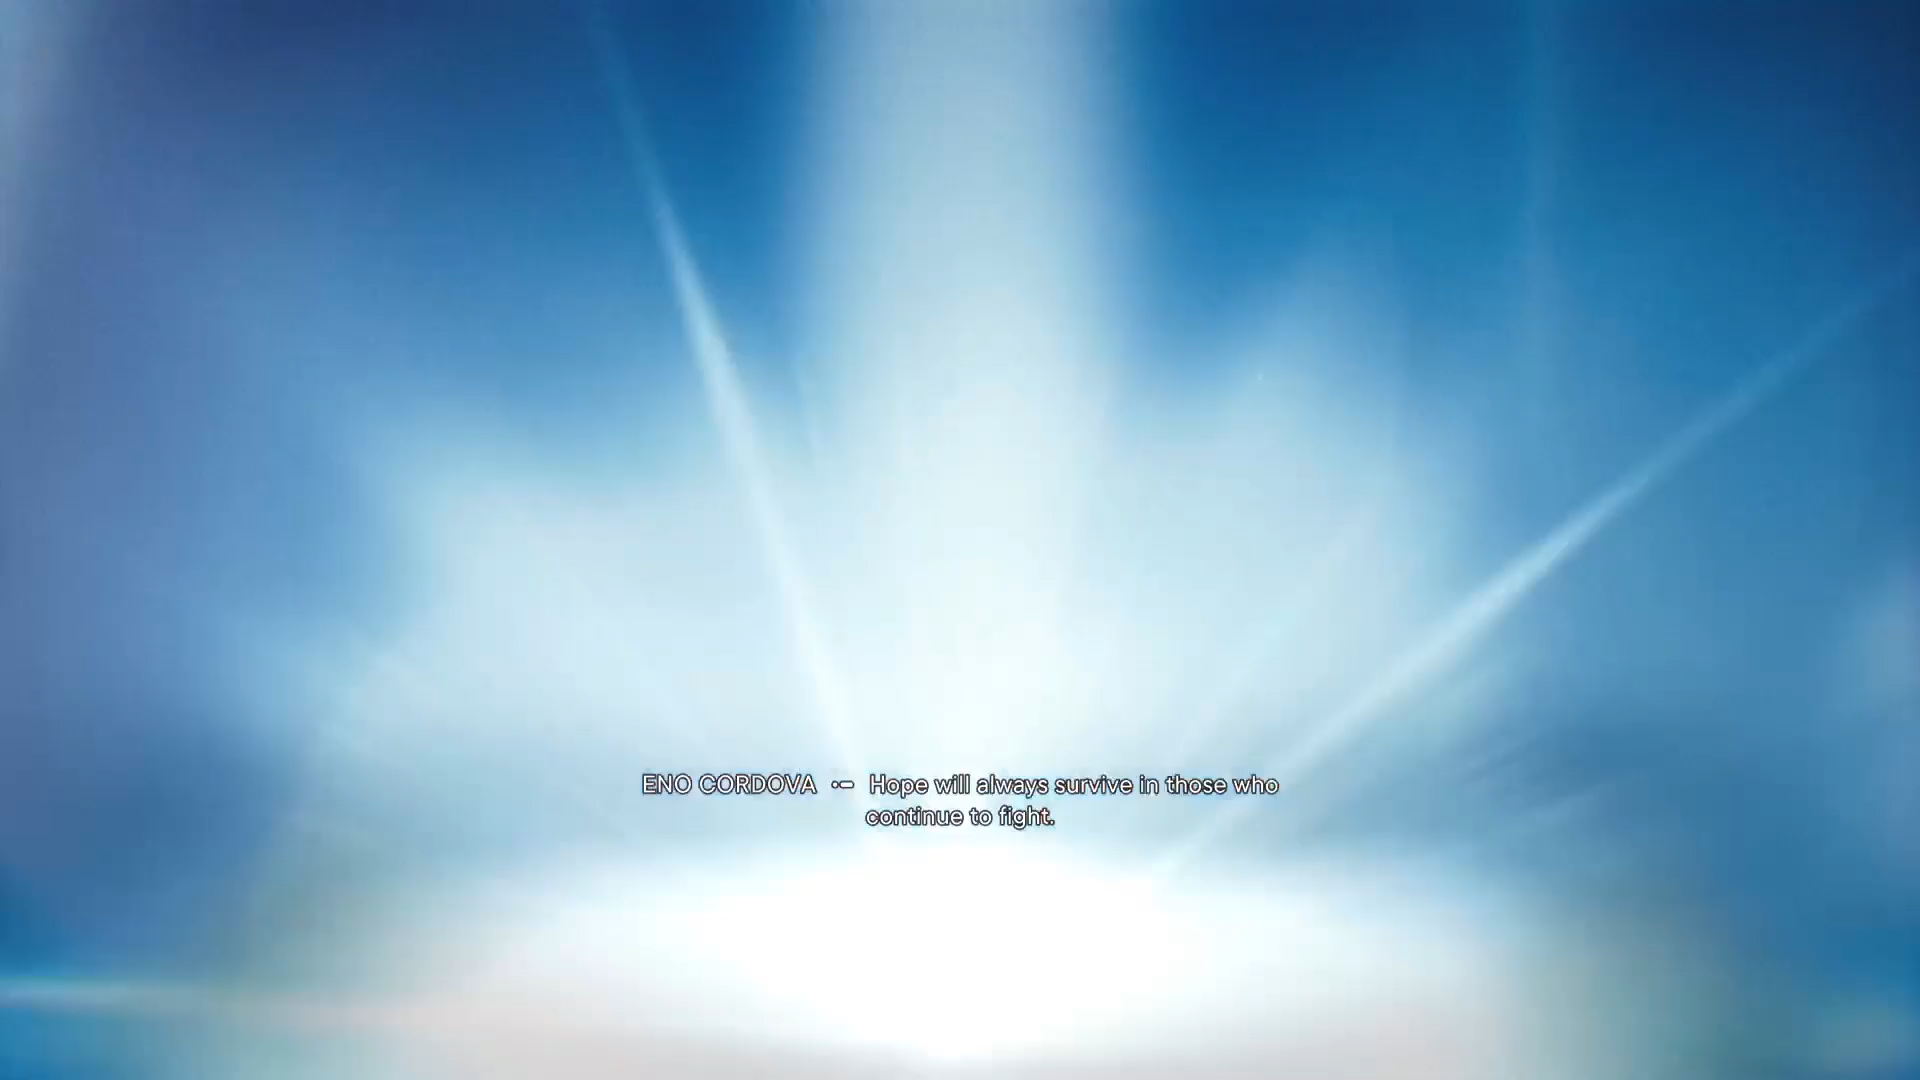 ENO CORDOVA •– Hope will always survive in those who
continue to fight.